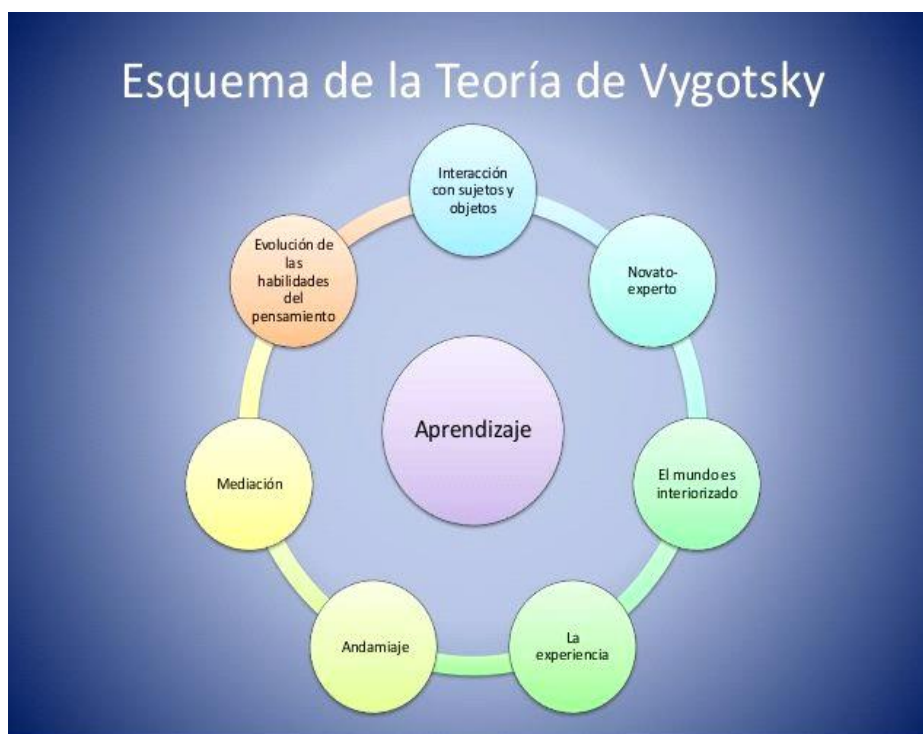 Esquema de la Teoría de Vygotsky
Interacción
con sujetos y
objetos
Novato-
experto
El mundo es
interiorizado
La
experiencia
Andamiaje
Mediación
Evolución de
las
habilidades
del
pensamiento
Aprendizaje